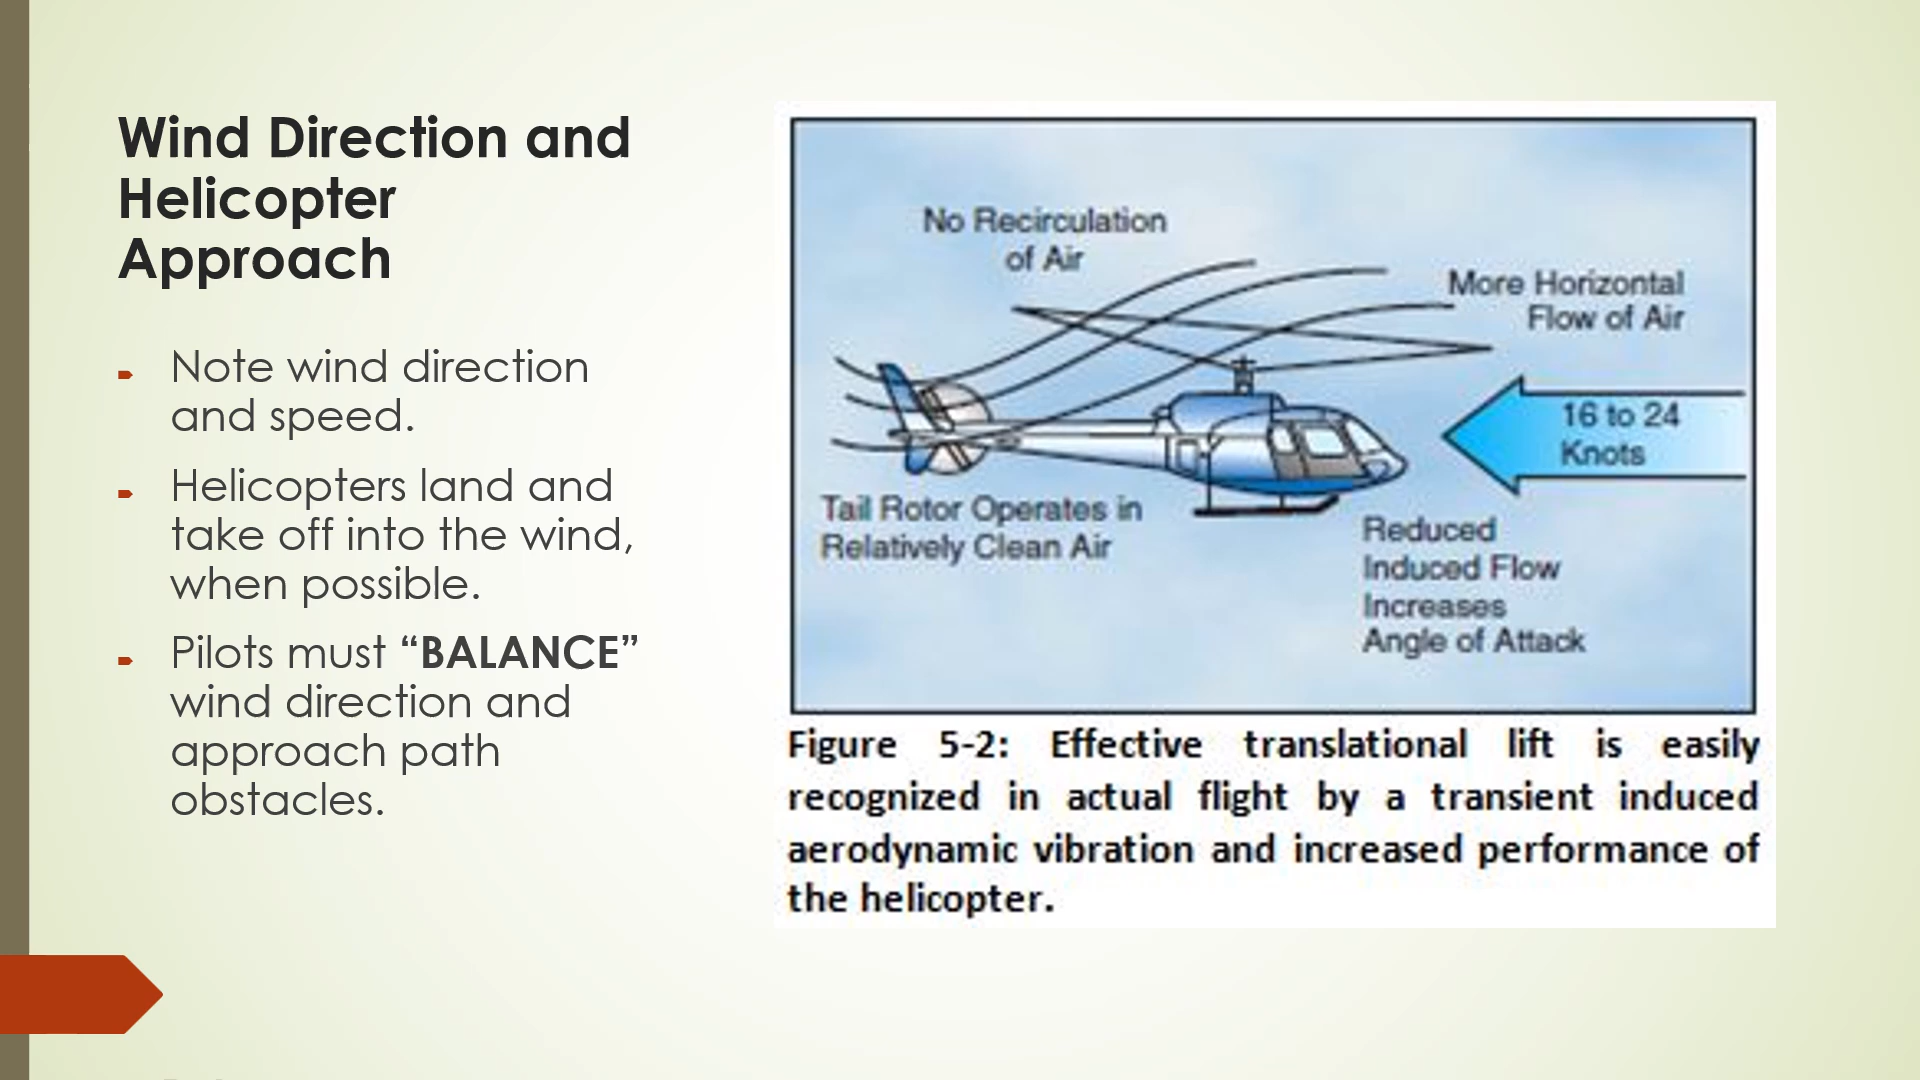 Wind Direction and
Helicopter
Approach
Note wind direction
and speed.
Helicopters land and
take off into the wind,
when possible.
Pilots must “BALANCE”
wind direction and
approach path
obstacles.
No Recirculation
of Air
More Horizontal
Flow of Air
16 to 24
Knots
Tail Rotor Operates in
Relatively Clean Air
Reduced
Induced Flow
Increases
Angle of Attack
Figure 5-2: Effective translational lift is easily
recognized in actual flight by a transient induced
aerodynamic vibration and increased performance of
the helicopter.